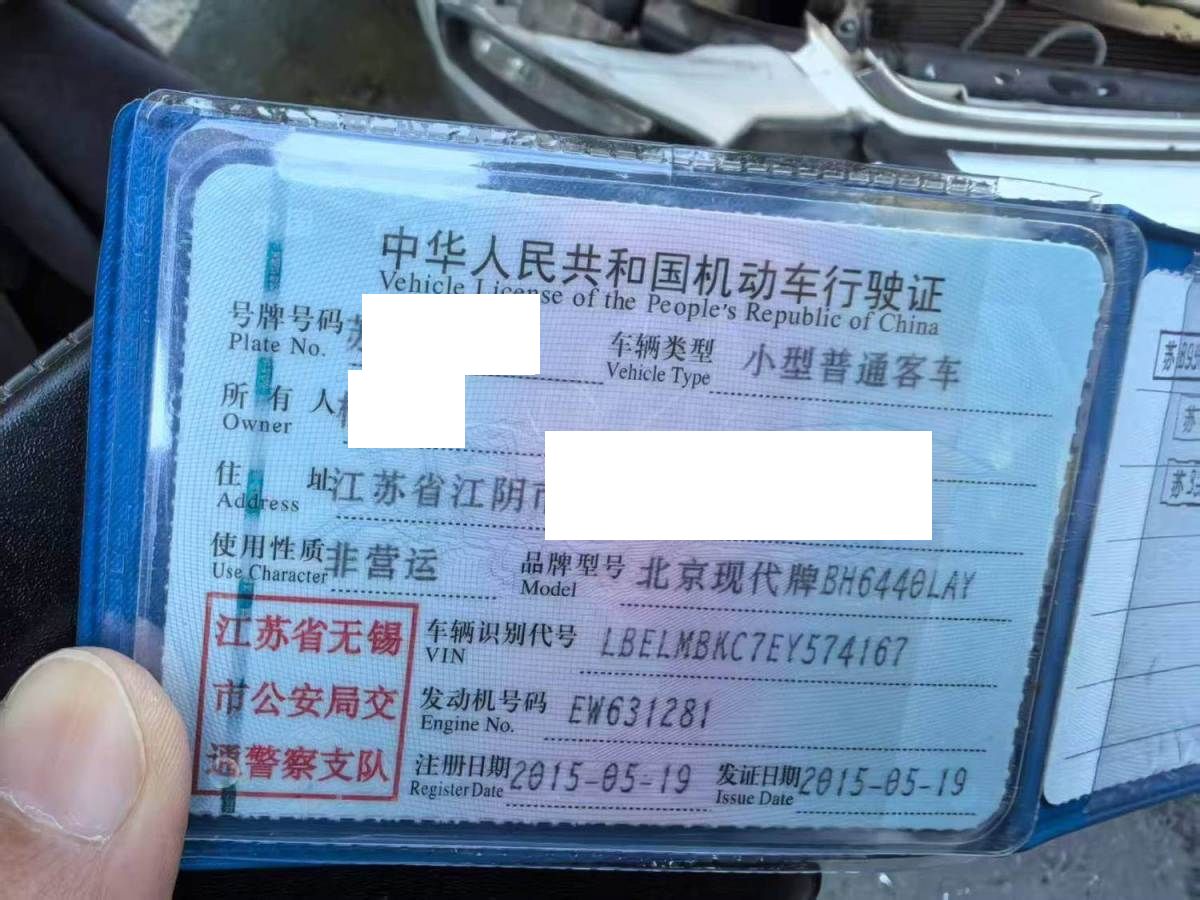 中华人民共和国机动车行驶证
Vehicle License of the People's Republic of China
号牌号码 苏
Plate No.
车辆类型 小型普通客车
Vehicle Type
所有人
Owner
住址 江苏省江阴市
Address
使用性质 非营运
Use Character
品牌型号 北京现代牌BH6440LAY
Model
江苏省无锡
市公安局交
通警察支队
车辆识别代号 LBELMBKC7EY574167
VIN
发动机号码 EW631281
Engine No.
注册日期 2015-05-19
Register Date
发证日期 2015-05-19
Issue Date
苏B
苏
苏3